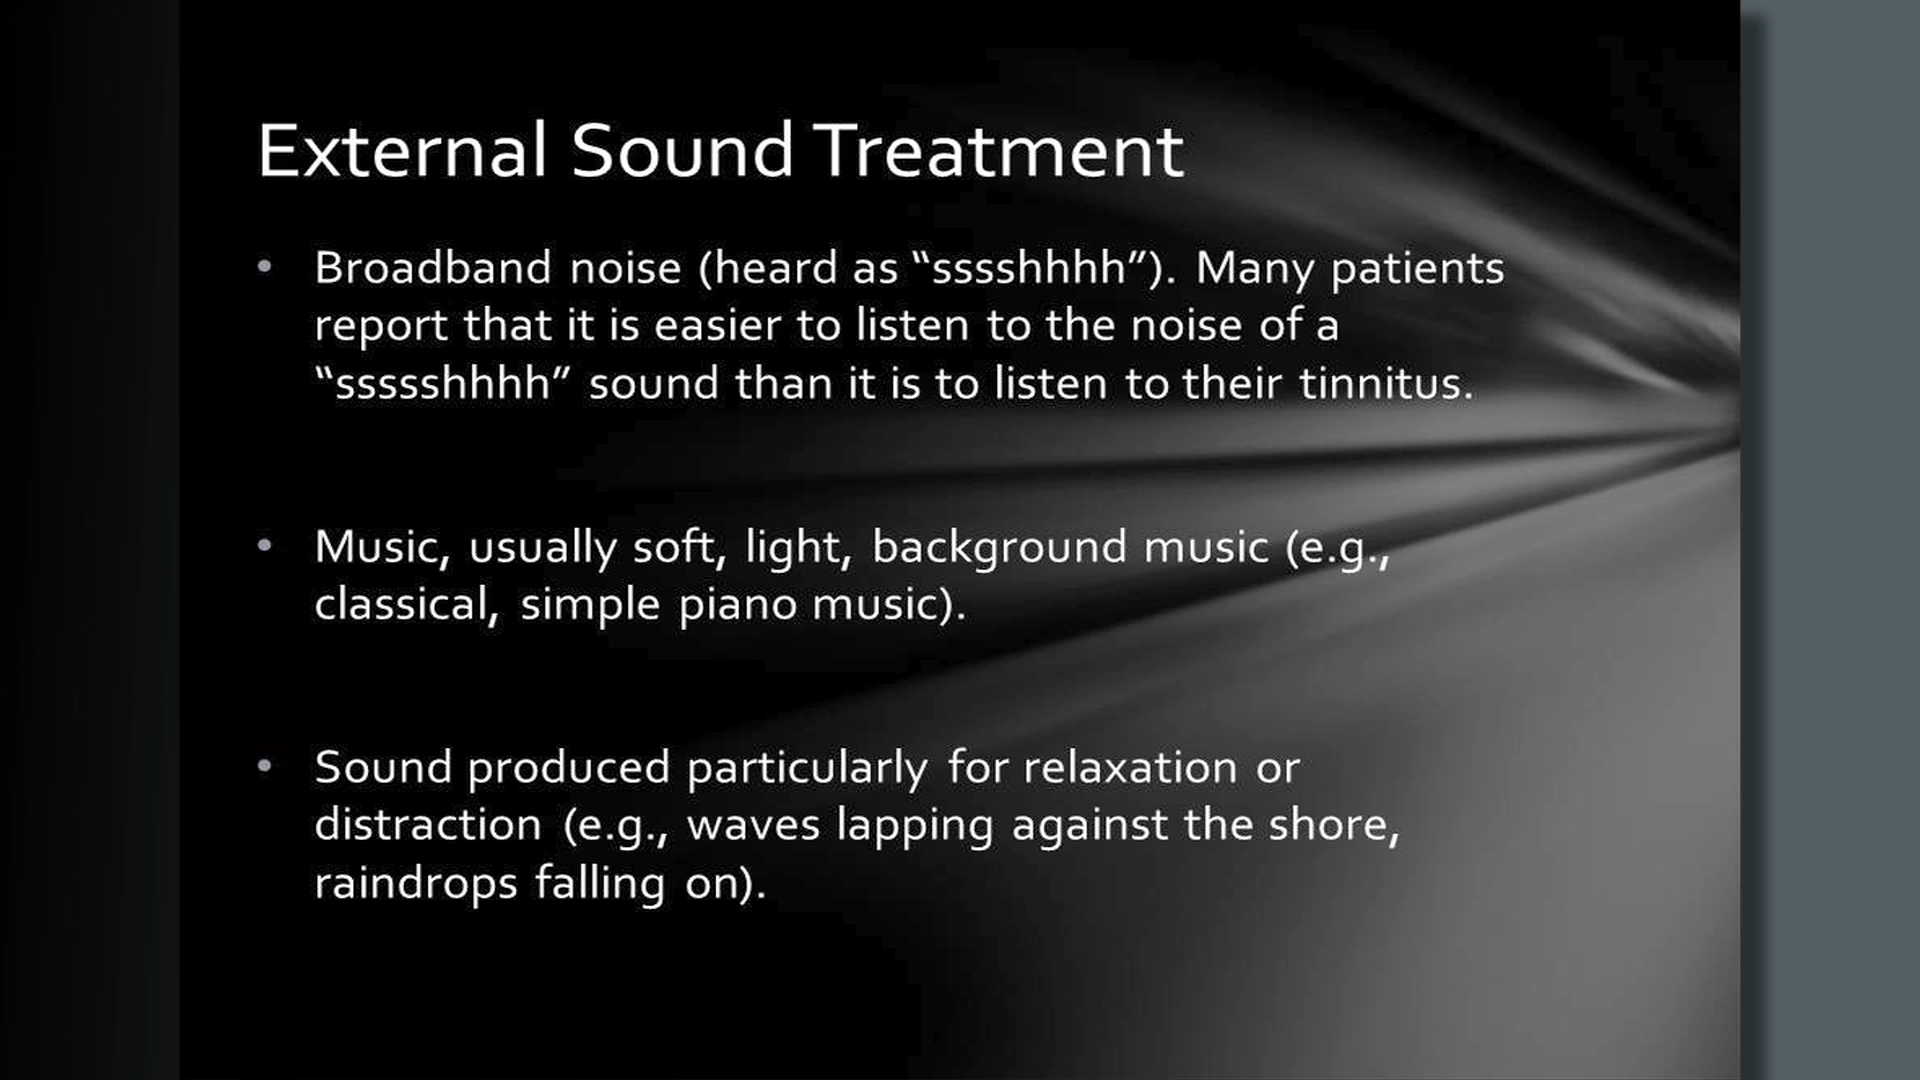 External Sound Treatment
• Broadband noise (heard as “sssshhhh”). Many patients
report that it is easier to listen to the noise of a
“ssssshhhh” sound than it is to listen to their tinnitus.
• Music, usually soft, light, background music (e.g.,
classical, simple piano music).
• Sound produced particularly for relaxation or
distraction (e.g., waves lapping against the shore,
raindrops falling on).